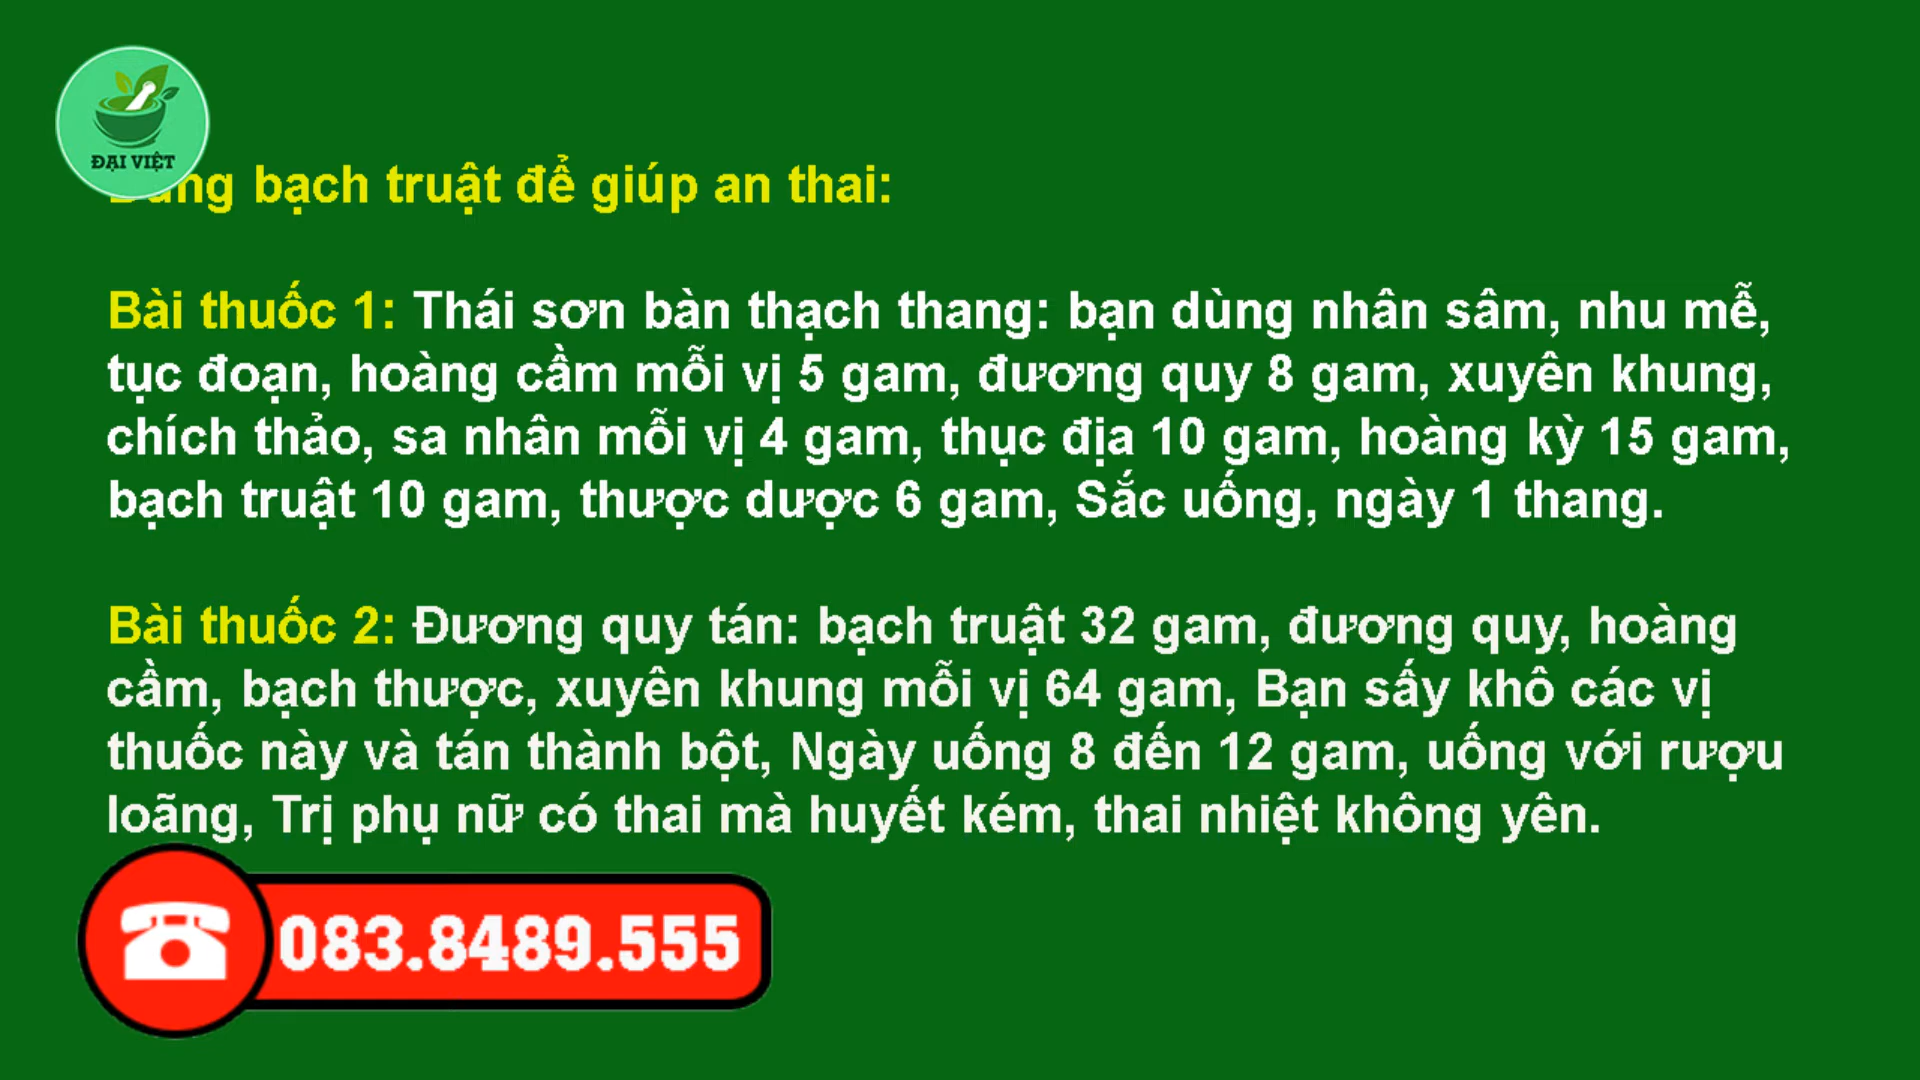 ĐẠI VIỆT
bạch truật để giúp an thai:
Bài thuốc 1: Thái sơn bàn thạch thang: bạn dùng nhân sâm, nhu mễ,
tục đoạn, hoàng cầm mỗi vị 5 gam, đương quy 8 gam, xuyên khung,
chích thảo, sa nhân mỗi vị 4 gam, thục địa 10 gam, hoàng kỳ 15 gam,
bạch truật 10 gam, thược dược 6 gam, Sắc uống, ngày 1 thang.
Bài thuốc 2: Đương quy tán: bạch truật 32 gam, đương quy, hoàng
cầm, bạch thược, xuyên khung mỗi vị 64 gam, Bạn sấy khô các vị
thuốc này và tán thành bột, Ngày uống 8 đến 12 gam, uống với rượu
loãng, Trị phụ nữ có thai mà huyết kém, thai nhiệt không yên.
083.8489.555